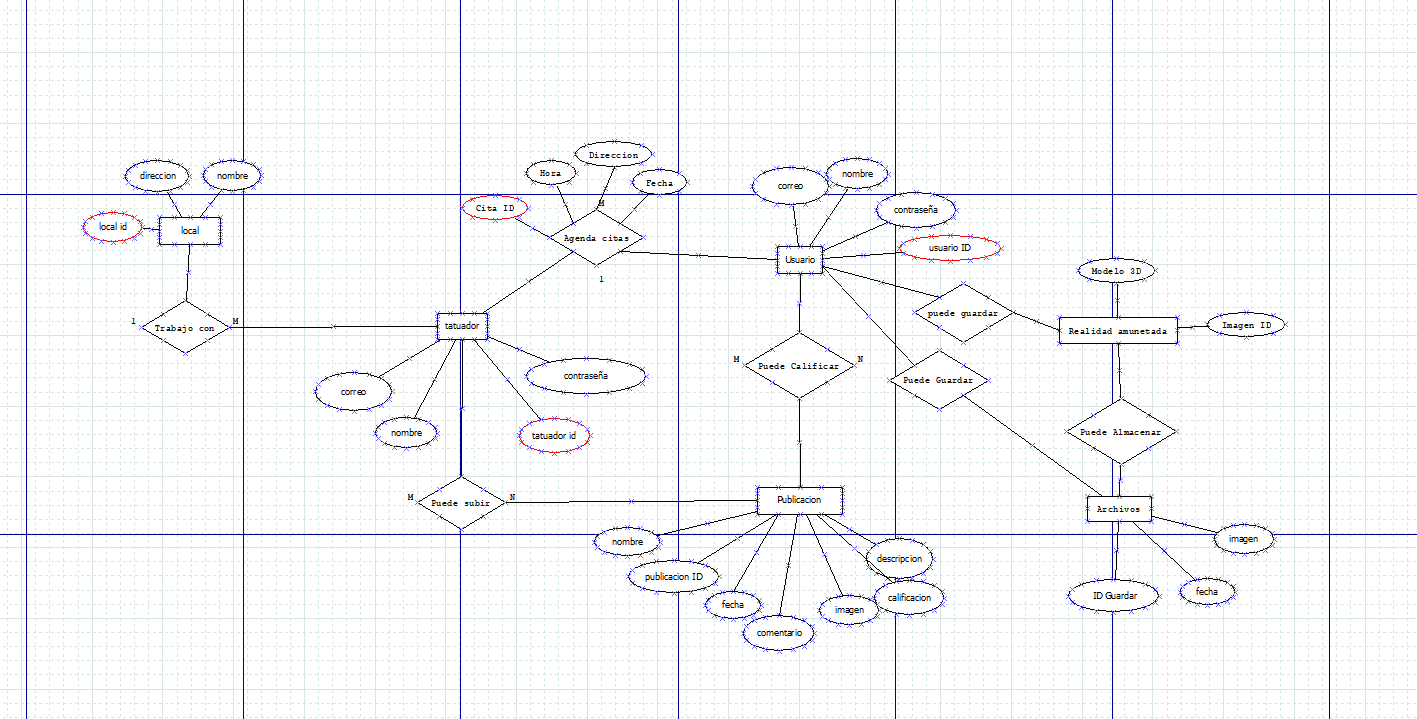 Direccion
direccion
nombre
Hora
Fecha
correo
nombre
Cita ID
M
contraseña
local id
local
Agenda citas
usuario ID
Usuario
Modelo 3D
1
puede guardar
1
M
Trabajo con
tatuador
Realidad amunetada
Imagen ID
M
Puede Calificar
N
Puede Guardar
correo
contraseña
nombre
tatuador id
Puede Almacenar
M
Puede subir
N
Publicacion
Archivos
nombre
imagen
descripcion
publicacion ID
fecha
imagen
calificacion
ID Guardar
fecha
comentario